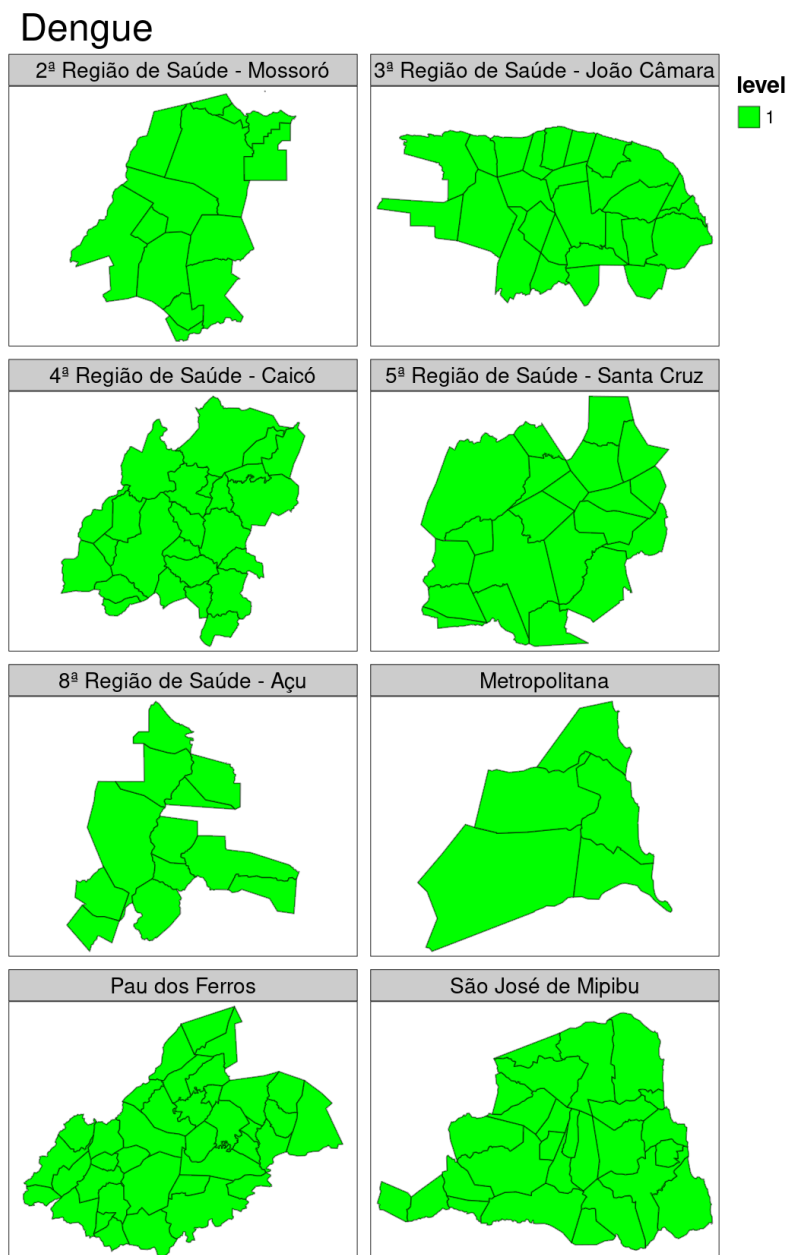 Dengue
2ª Região de Saúde - Mossoró
3ª Região de Saúde - João Câmara
level
1
4ª Região de Saúde - Caicó
5ª Região de Saúde - Santa Cruz
8ª Região de Saúde - Açu
Metropolitana
Pau dos Ferros
São José de Mipibu